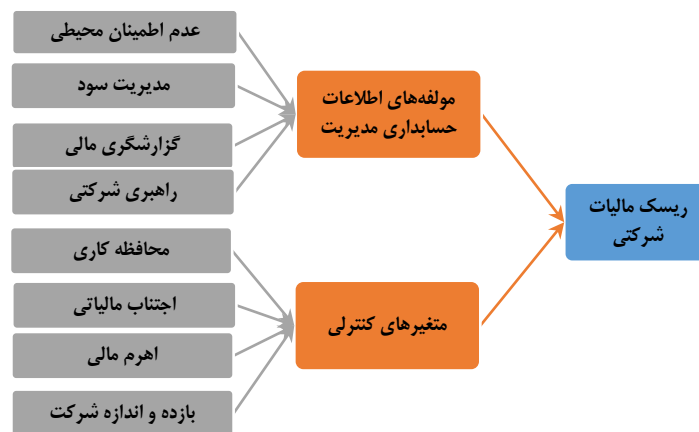 عدم اطمینان محیطی
مدیریت سود
گزارشگری مالی
راهبری شرکتی
محافظه کاری
اجتناب مالیاتی
اهرم مالی
بازده و اندازه شرکت
مولفه‌های اطلاعات
حسابداری مدیریت
متغیرهای کنترلی
ریسک مالیات
شرکتی